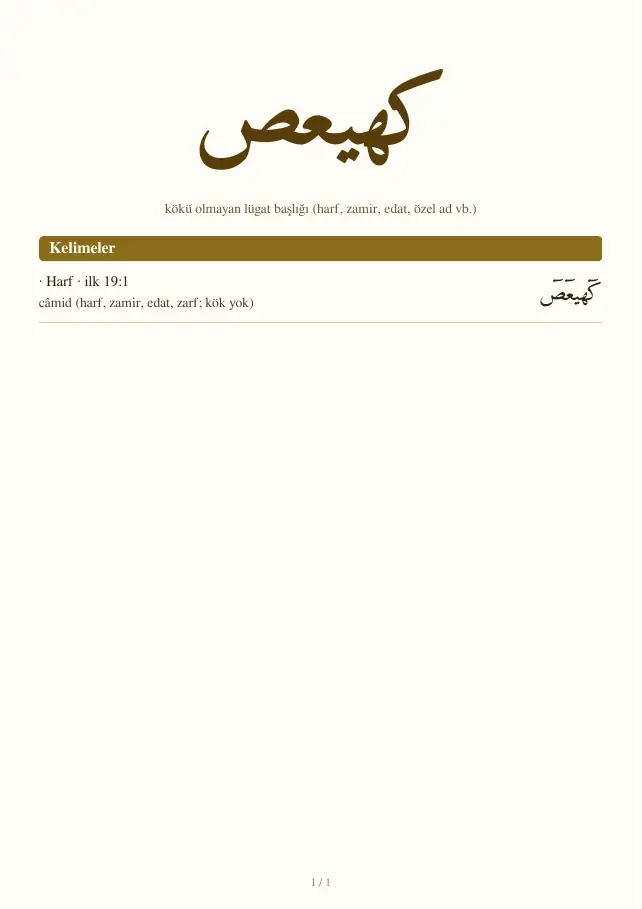 كهيعص
kökü olmayan lügat başlığı (harf, zamir, edat, özel ad vb.)
Kelimeler
· Harf · ilk 19:1
كٓهيعٓصٓ
câmid (harf, zamir, edat, zarf; kök yok)
1 / 1